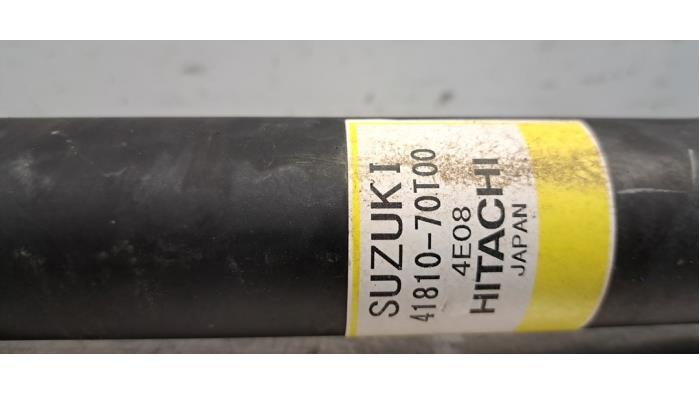 SUZUKI
41810-70T00
4E08
HITACHI
JAPAN